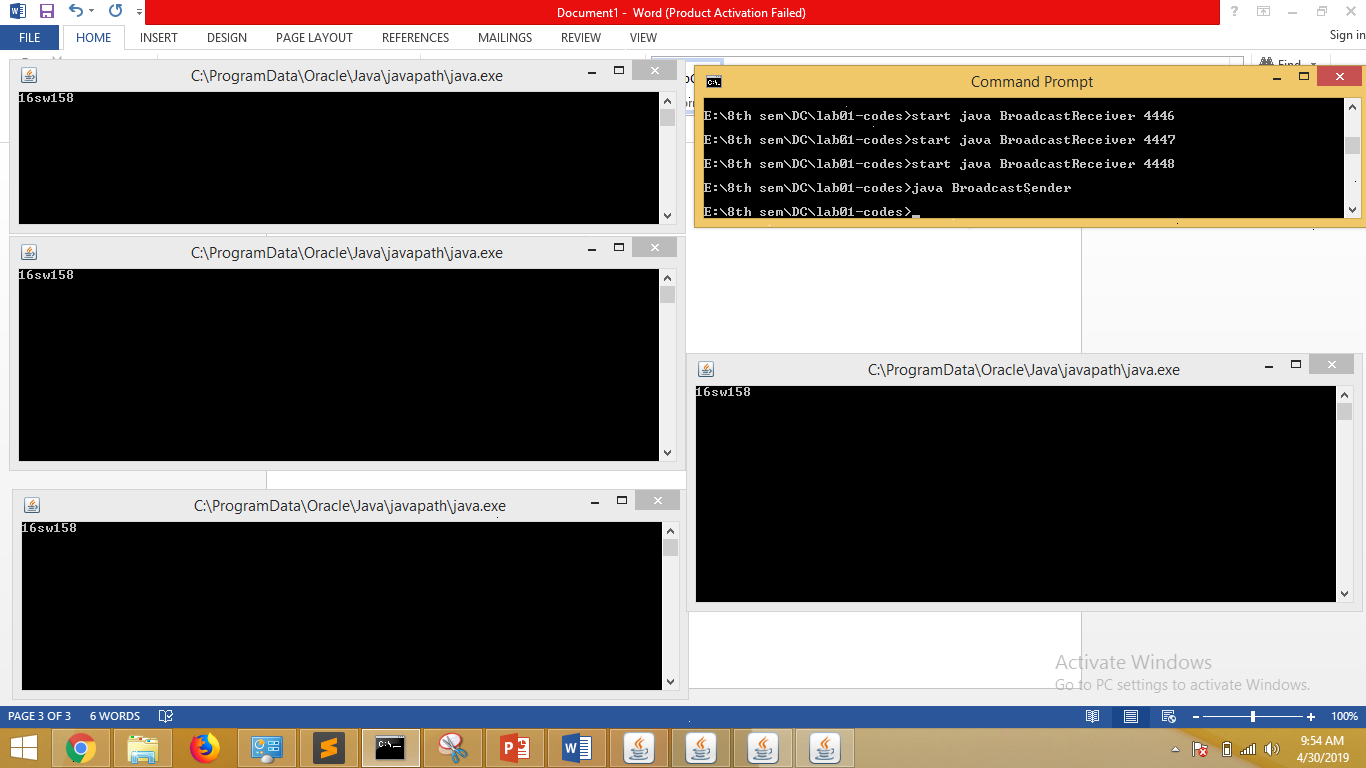 Document1 - Word (Product Activation Failed)
FILE HOME INSERT DESIGN PAGE LAYOUT REFERENCES MAILINGS REVIEW VIEW Sign in
Find
C:\ProgramData\Oracle\Java\javapath\java.exe
16sw158
Command Prompt
E:\8th sem\DC\lab01-codes>start java BroadcastReceiver 4446
E:\8th sem\DC\lab01-codes>start java BroadcastReceiver 4447
E:\8th sem\DC\lab01-codes>start java BroadcastReceiver 4448
E:\8th sem\DC\lab01-codes>java BroadcastSender
E:\8th sem\DC\lab01-codes>_
C:\ProgramData\Oracle\Java\javapath\java.exe
16sw158
C:\ProgramData\Oracle\Java\javapath\java.exe
16sw158
C:\ProgramData\Oracle\Java\javapath\java.exe
16sw158
Activate Windows
Go to PC settings to activate Windows.
PAGE 3 OF 3 6 WORDS 100%
9:54 AM
4/30/2019